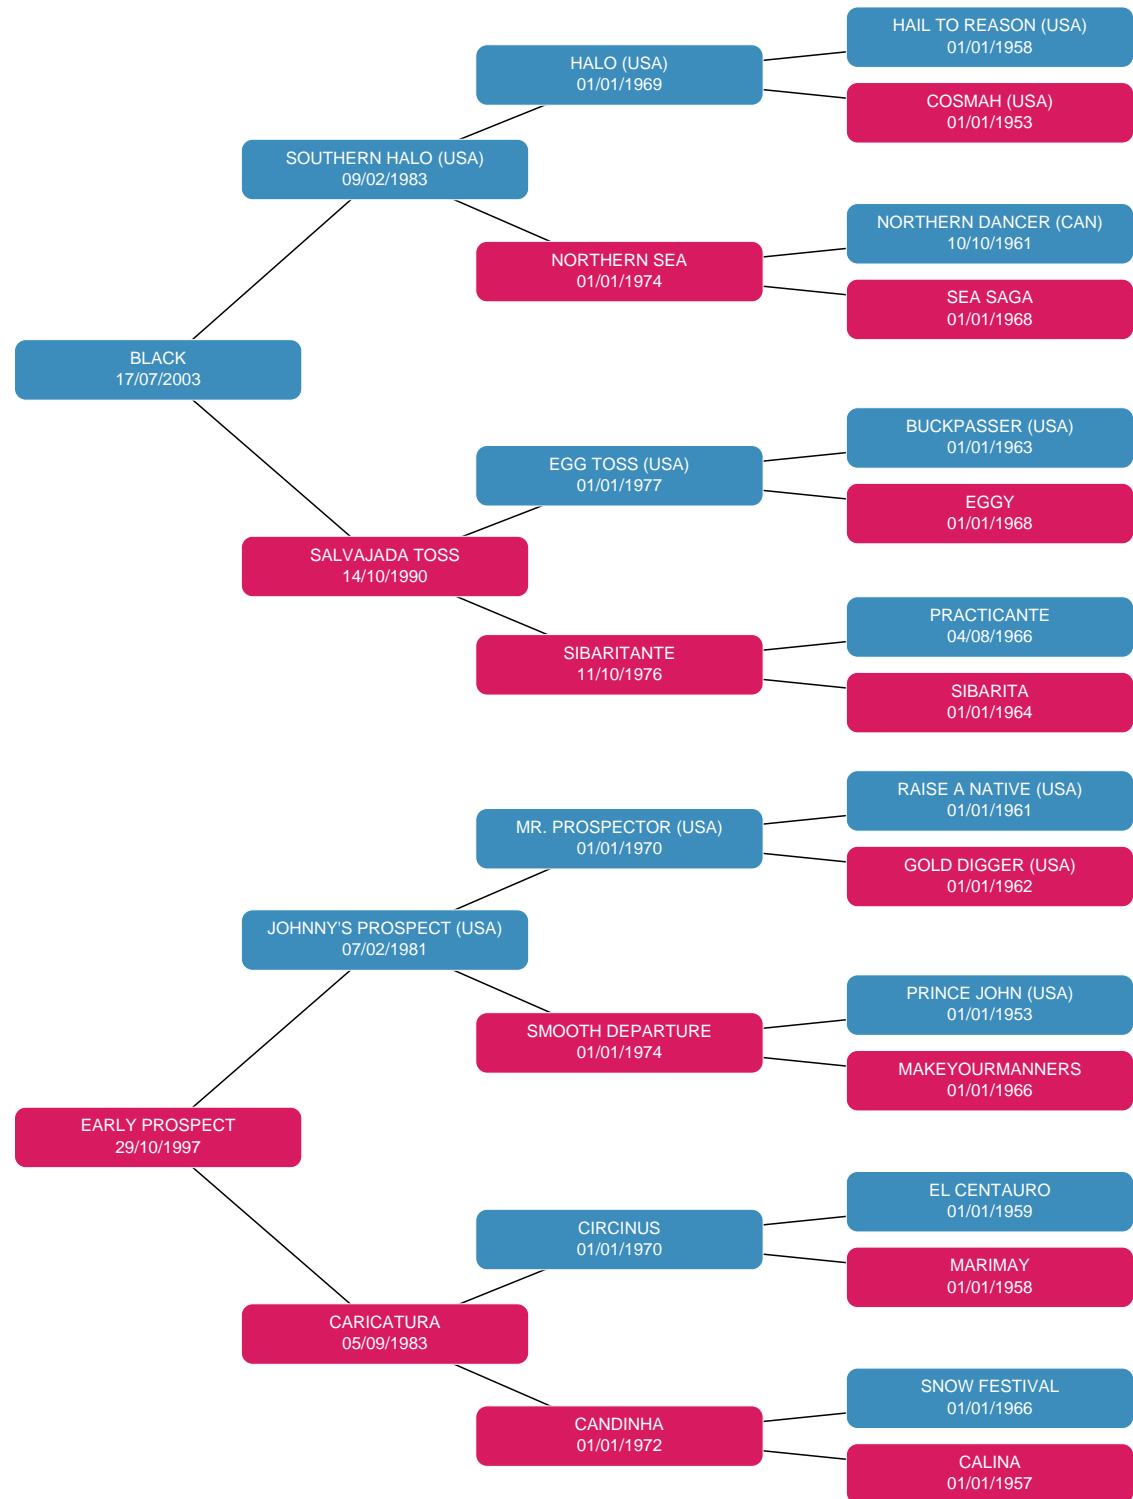 HAIL TO REASON (USA)
01/01/1958
HALO (USA)
01/01/1969
COSMAH (USA)
01/01/1953
SOUTHERN HALO (USA)
09/02/1983
NORTHERN DANCER (CAN)
10/10/1961
NORTHERN SEA
01/01/1974
SEA SAGA
01/01/1968
BLACK
17/07/2003
BUCKPASSER (USA)
01/01/1963
EGG TOSS (USA)
01/01/1977
EGGY
01/01/1968
SALVAJADA TOSS
14/10/1990
PRACTICANTE
04/08/1966
SIBARITANTE
11/10/1976
SIBARITA
01/01/1964
RAISE A NATIVE (USA)
01/01/1961
MR. PROSPECTOR (USA)
01/01/1970
GOLD DIGGER (USA)
01/01/1962
JOHNNY'S PROSPECT (USA)
07/02/1981
PRINCE JOHN (USA)
01/01/1953
SMOOTH DEPARTURE
01/01/1974
MAKEYOURMANNERS
01/01/1966
EARLY PROSPECT
29/10/1997
EL CENTAURO
01/01/1959
CIRCINUS
01/01/1970
MARIMAY
01/01/1958
CARICATURA
05/09/1983
SNOW FESTIVAL
01/01/1966
CANDINHA
01/01/1972
CALINA
01/01/1957